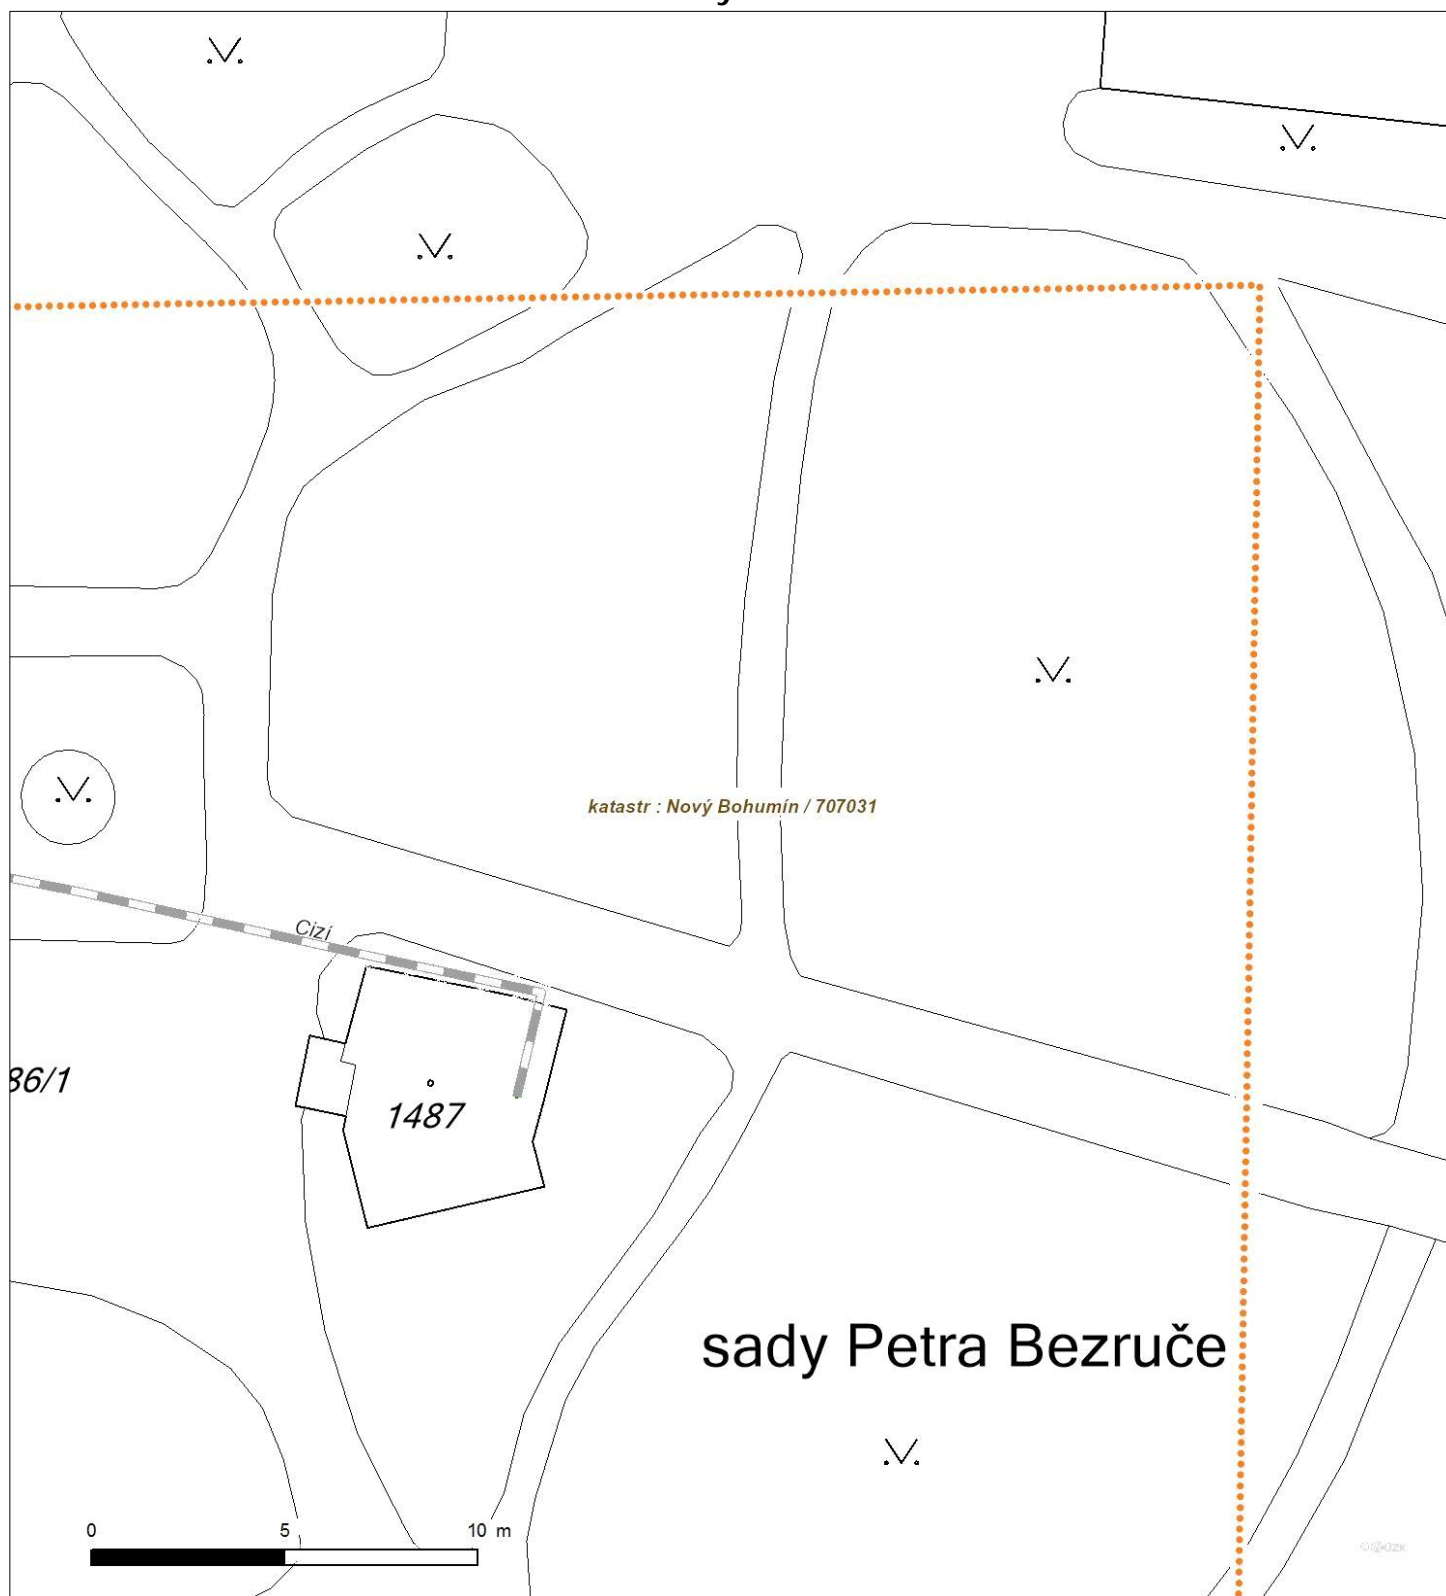 katastr : Nový Bohumín / 707031
Cizí
86/1
1487
sady Petra Bezruče
0 5 10 m